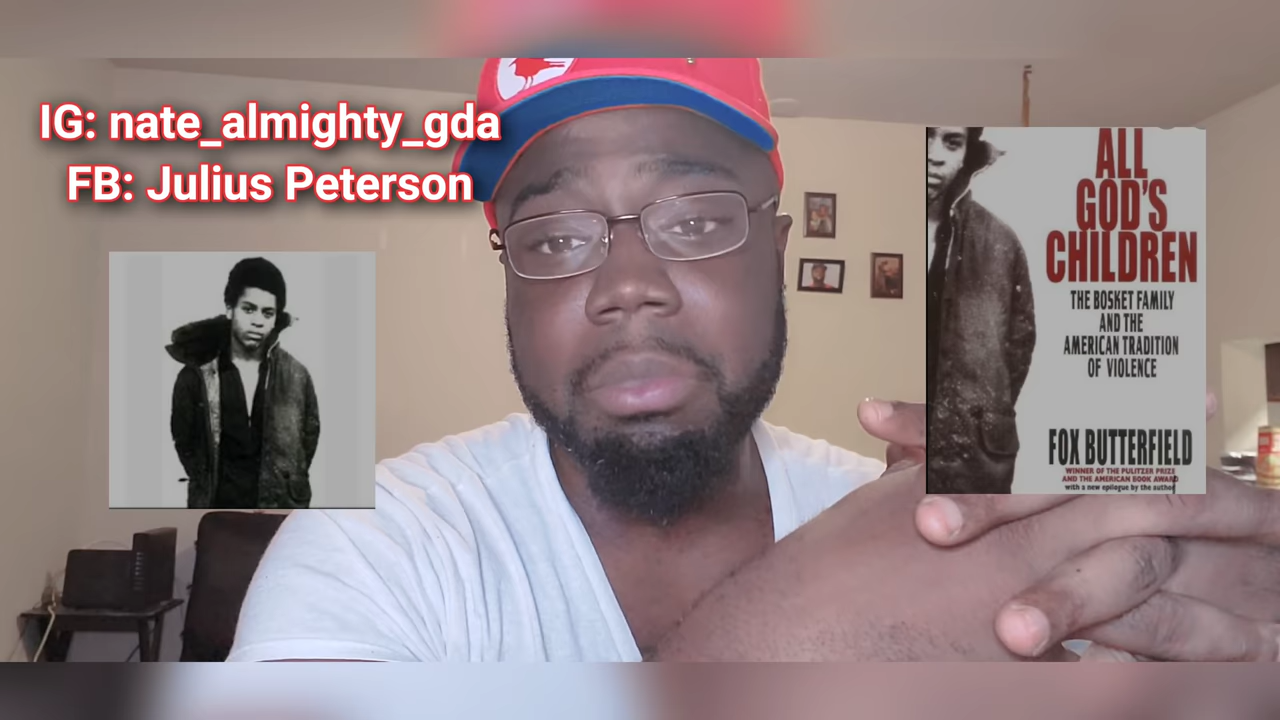 IG: nate_almighty_gda
FB: Julius Peterson
ALL
GOD'S
CHILDREN
THE BOSKET FAMILY
AND THE
AMERICAN TRADITION
OF VIOLENCE
FOX BUTTERFIELD
WINNER OF THE PULITZER PRIZE
AND THE AMERICAN BOOK AWARD
with a new epilogue by the author